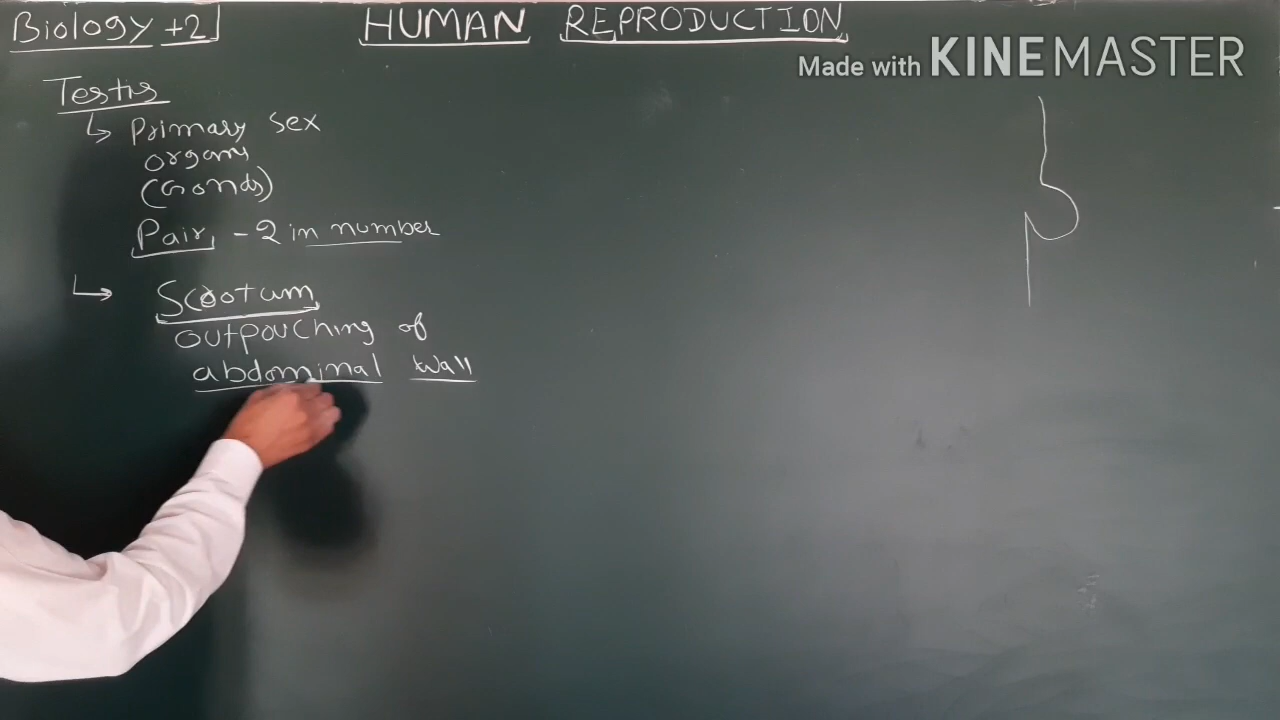 Biology +2
HUMAN REPRODUCTION
Made with KINEMASTER
Testis
Primary sex
organs
(Gonds)
Pair - 2 in number
Scrotum
outpouching of
abdominal wall